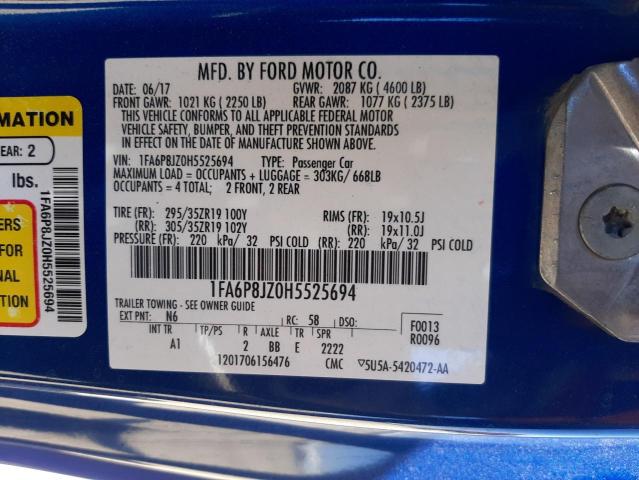 MFD. BY FORD MOTOR CO.
DATE: 06/17 GVWR: 2087 KG ( 4600 LB)
FRONT GAWR: 1021 KG ( 2250 LB) REAR GAWR: 1077 KG ( 2375 LB)
THIS VEHICLE CONFORMS TO ALL APPLICABLE FEDERAL MOTOR
VEHICLE SAFETY, BUMPER, AND THEFT PREVENTION STANDARDS
IN EFFECT ON THE DATE OF MANUFACTURE SHOWN ABOVE.
VIN: 1FA6P8JZ0H5525694 TYPE: Passenger Car
MAXIMUM LOAD = OCCUPANTS + LUGGAGE = 303KG/ 668LB
OCCUPANTS = 4 TOTAL; 2 FRONT, 2 REAR
TIRE (FR): 295/35ZR19 100Y RIMS (FR): 19x10.5J
(RR): 305/35ZR19 102Y (RR): 19x11.0J
PRESSURE (FR): 220 kPa/ 32 PSI COLD (RR): 220 kPa/ 32 PSI COLD
1FA6P8JZ0H5525694
TRAILER TOWING - SEE OWNER GUIDE
EXT PNT: N6 RC: 58 DSO: F0013
INT TR TP/PS R AXLE TR SPR R0096
A1 2 BB E 2222
1201706156476 CMC ▽5U5A-5420472-AA
MATION
EAR: 2
lbs.
ERS
FOR
NAL
TION
1FA6P8JZ0H5525694